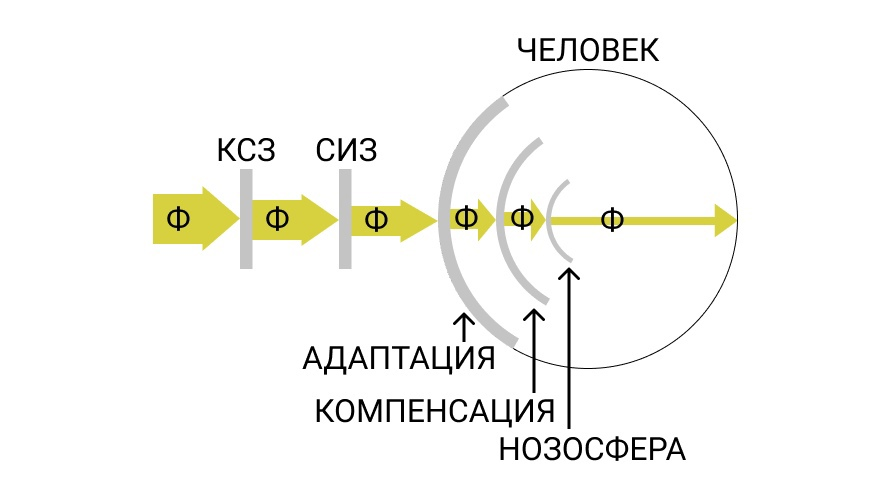 ЧЕЛОВЕК
КСЗ СИЗ
Ф Ф Ф Ф Ф Ф
АДАПТАЦИЯ
КОМПЕНСАЦИЯ
НОЗОСФЕРА